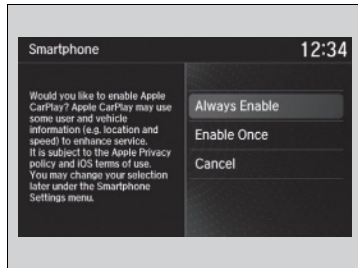 Smartphone
12:34
Would you like to enable Apple
CarPlay? Apple CarPlay may use
some user and vehicle
information (e.g. location and
speed) to enhance service.
It is subject to the Apple Privacy
policy and iOS terms of use.
You may change your selection
later under the Smartphone
Settings menu.
Always Enable
Enable Once
Cancel